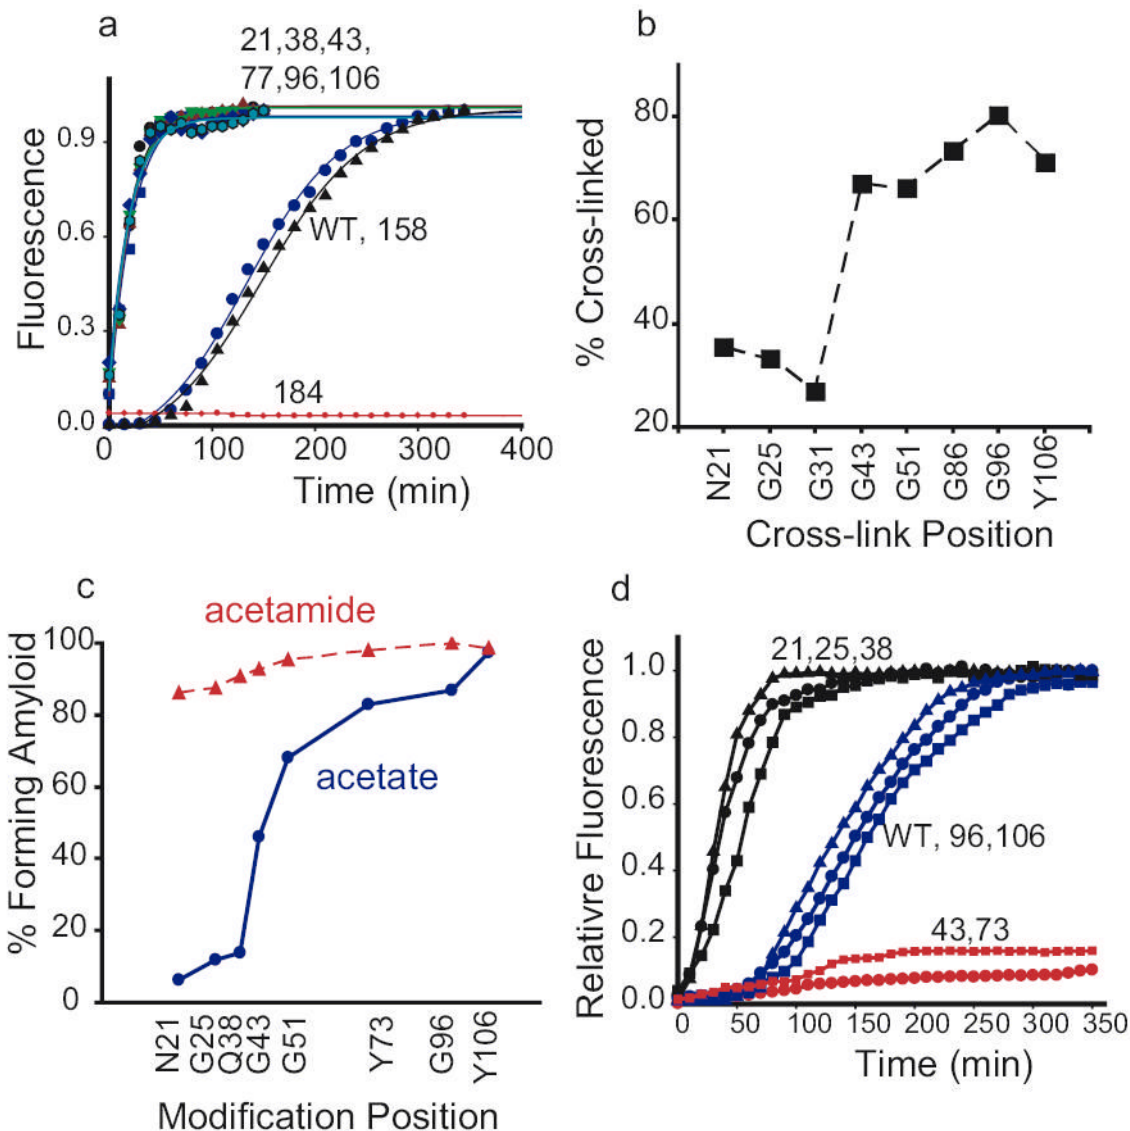 a
21,38,43,
77,96,106
Fluorescence
0.9
0.6
0.3
0.0
WT, 158
184
0 100 200 300 400
Time (min)
b
% Cross-linked
80
60
40
20
N21 G25 G31 G43 G51 G86 G96 Y106
Cross-link Position
c
acetamide
% Forming Amyloid
100
80
60
40
20
0
acetate
N21 G25 Q38 G43 G51 Y73 G96 Y106
Modification Position
d
21,25,38
Relativre Fluorescence
1.0
0.8
0.6
0.4
0.2
0.0
WT, 96,106
43,73
0 50 100 150 200 250 300 350
Time (min)